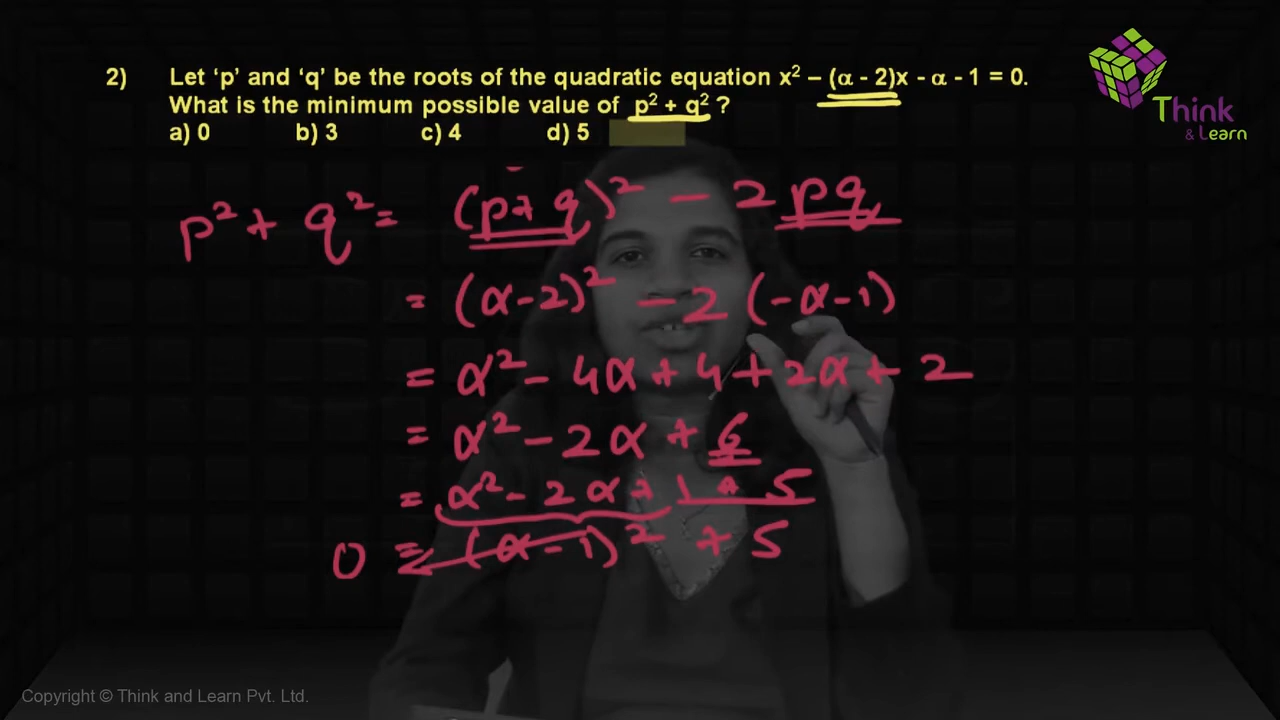 2) Let ‘p’ and ‘q’ be the roots of the quadratic equation x² – (α - 2)x - α - 1 = 0.
What is the minimum possible value of p² + q² ?
a) 0 b) 3 c) 4 d) 5
Think
& Learn
p² + q² = (p + q)² - 2pq
= (α-2)² - 2(-α-1)
= α² - 4α + 4 + 2α + 2
= α² - 2α + 6
= α² - 2α + 1 + 5
0 = (α-1)² + 5
Copyright © Think and Learn Pvt. Ltd.